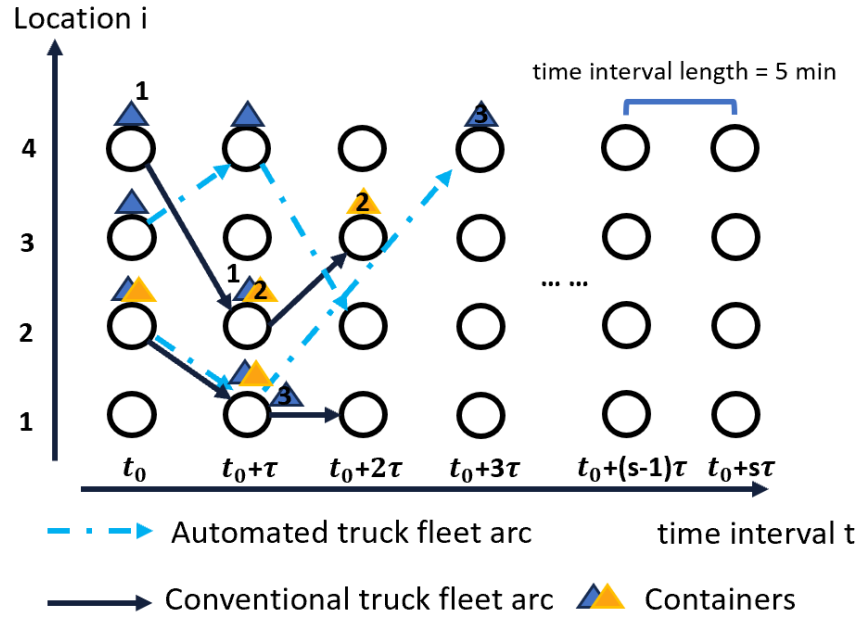 Location i
time interval length = 5 min
1
4
3
3
1
2
2
2
3
1
t₀
t₀+τ
t₀+2τ
t₀+3τ
... ...
t₀+(s-1)τ
t₀+sτ
Automated truck fleet arc
time interval t
Conventional truck fleet arc
Containers